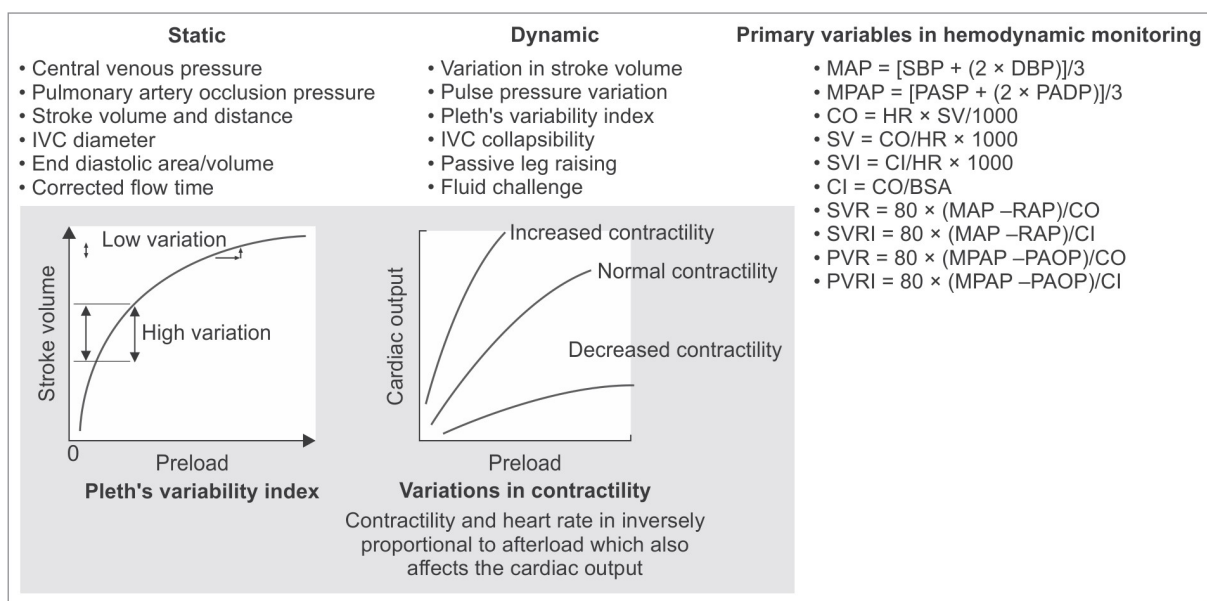 Static
• Central venous pressure
• Pulmonary artery occlusion pressure
• Stroke volume and distance
• IVC diameter
• End diastolic area/volume
• Corrected flow time
Dynamic
• Variation in stroke volume
• Pulse pressure variation
• Pleth's variability index
• IVC collapsibility
• Passive leg raising
• Fluid challenge
Primary variables in hemodynamic monitoring
• MAP = [SBP + (2 × DBP)]/3
• MPAP = [PASP + (2 × PADP)]/3
• CO = HR × SV/1000
• SV = CO/HR × 1000
• SVI = CI/HR × 1000
• CI = CO/BSA
• SVR = 80 × (MAP –RAP)/CO
• SVRI = 80 × (MAP –RAP)/CI
• PVR = 80 × (MPAP –PAOP)/CO
• PVRI = 80 × (MPAP –PAOP)/CI
Low variation
High variation
Stroke volume
0
Preload
Pleth's variability index
Increased contractility
Normal contractility
Decreased contractility
Cardiac output
Preload
Variations in contractility
Contractility and heart rate in inversely
proportional to afterload which also
affects the cardiac output